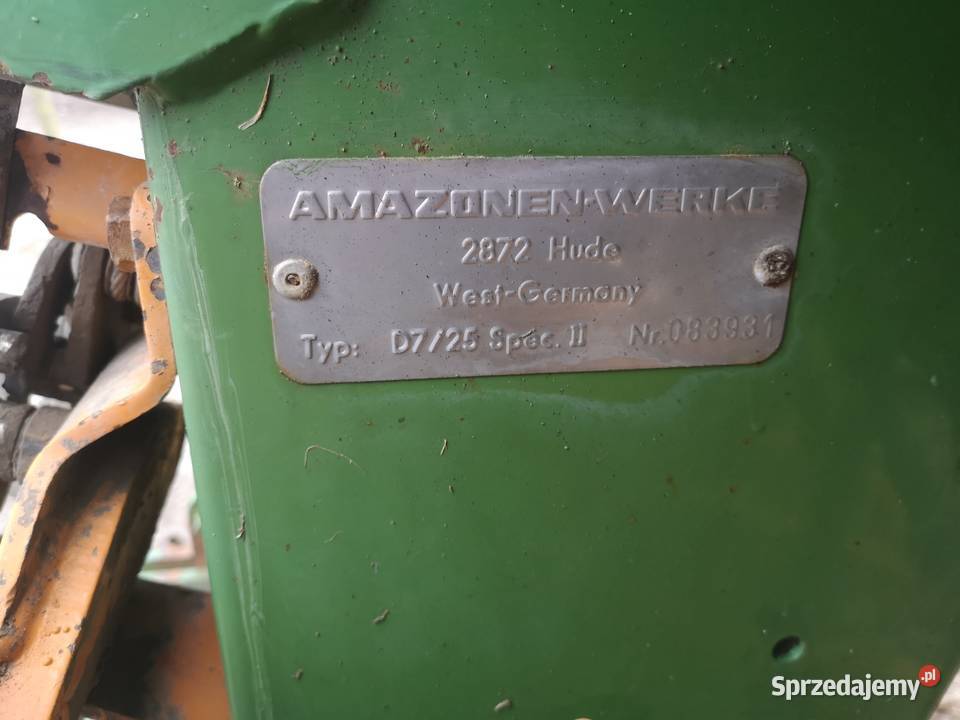 AMAZONEN-WERKE
2872 Hude
West-Germany
Typ: D7/25 Spec. II Nr. 083931
Sprzedajemy.pl